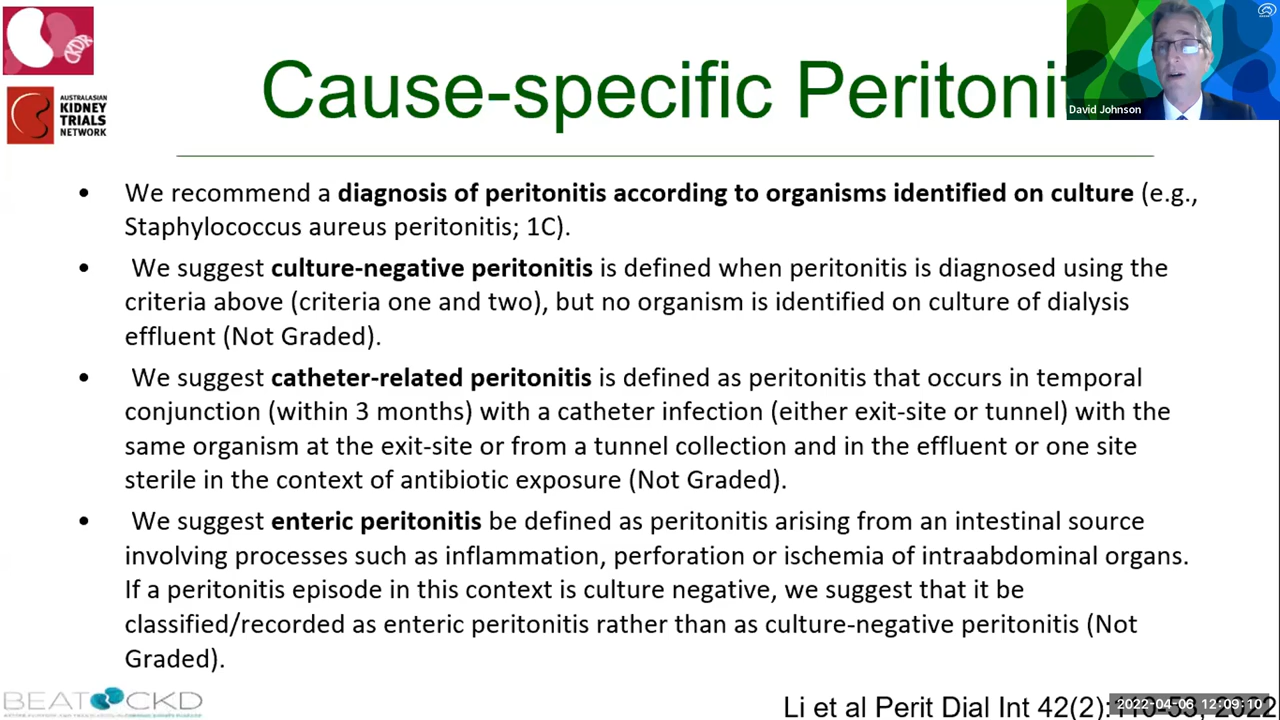 CKDR
AUSTRALASIAN
KIDNEY
TRIALS
NETWORK
Cause-specific Peritonit
David Johnson
• We recommend a diagnosis of peritonitis according to organisms identified on culture (e.g.,
Staphylococcus aureus peritonitis; 1C).
• We suggest culture-negative peritonitis is defined when peritonitis is diagnosed using the
criteria above (criteria one and two), but no organism is identified on culture of dialysis
effluent (Not Graded).
• We suggest catheter-related peritonitis is defined as peritonitis that occurs in temporal
conjunction (within 3 months) with a catheter infection (either exit-site or tunnel) with the
same organism at the exit-site or from a tunnel collection and in the effluent or one site
sterile in the context of antibiotic exposure (Not Graded).
• We suggest enteric peritonitis be defined as peritonitis arising from an intestinal source
involving processes such as inflammation, perforation or ischemia of intraabdominal organs.
If a peritonitis episode in this context is culture negative, we suggest that it be
classified/recorded as enteric peritonitis rather than as culture-negative peritonitis (Not
Graded).
BEAT CKD
Li et al Perit Dial Int 42(2): 110-53, 2022
2022-04-06 12:09:10